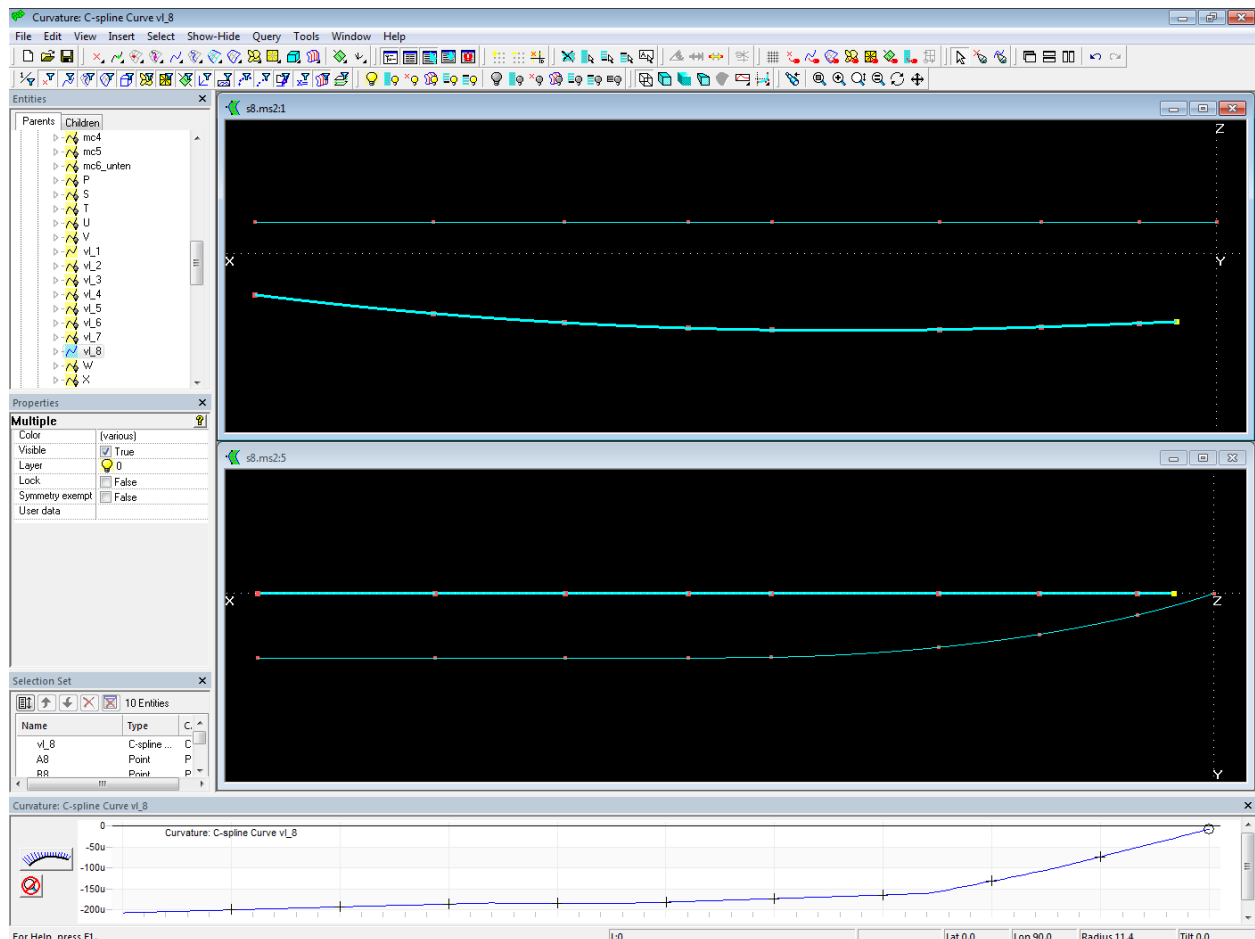 Curvature: C-spline Curve vl_8
File Edit View Insert Select Show-Hide Query Tools Window Help
Entities
Parents Children
mc4
mc5
mc6_unten
P
S
T
U
V
vl_1
vl_2
vl_3
vl_4
vl_5
vl_6
vl_7
vl_8
W
X
Properties
Multiple
Color (various)
Visible True
Layer 0
Lock False
Symmetry exempt False
User data
Selection Set
10 Entities
Name Type C.
vl_8 C-spline ... C
A8 Point P
B8 Point P
s8.ms2:1
Z
X
Y
s8.ms2:5
X
Z
Y
Curvature: C-spline Curve vl_8
Curvature: C-spline Curve vl_8
0
-50u
-100u
-150u
-200u
For Help, press F1. L:0 Lat 0.0 Lon 90.0 Radius 11.4 Tilt 0.0